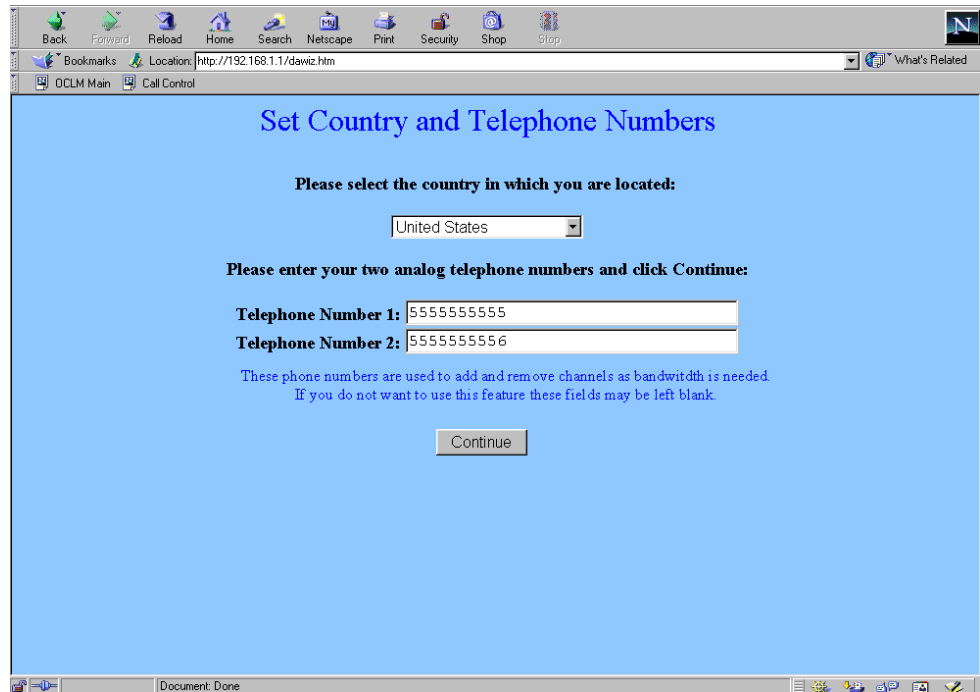 Back Forward Reload Home Search Netscape Print Security Shop Stop
Bookmarks Location: http://192.168.1.1/dawiz.htm What's Related
OCLM Main Call Control
Set Country and Telephone Numbers
Please select the country in which you are located:
United States
Please enter your two analog telephone numbers and click Continue:
Telephone Number 1: 5555555555
Telephone Number 2: 5555555556
These phone numbers are used to add and remove channels as bandwitdth is needed.
If you do not want to use this feature these fields may be left blank.
Continue
Document: Done